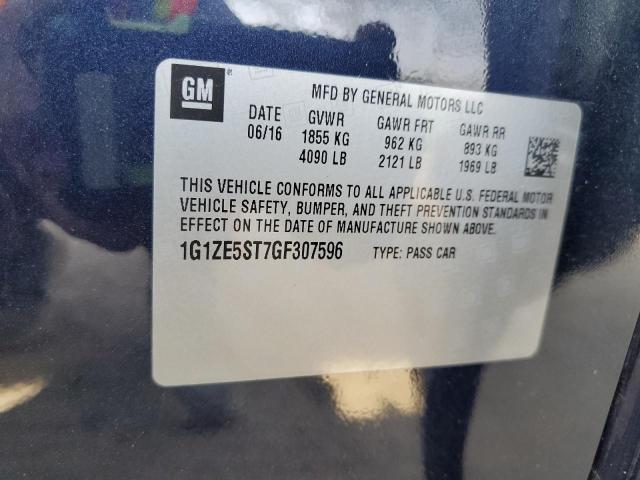 GM
MFD BY GENERAL MOTORS LLC
DATE GVWR GAWR FRT GAWR RR
06/16 1855 KG 962 KG 893 KG
4090 LB 2121 LB 1969 LB
THIS VEHICLE CONFORMS TO ALL APPLICABLE U.S. FEDERAL MOTOR
VEHICLE SAFETY, BUMPER, AND THEFT PREVENTION STANDARDS IN
EFFECT ON THE DATE OF MANUFACTURE SHOWN ABOVE.
1G1ZE5ST7GF307596 TYPE: PASS CAR